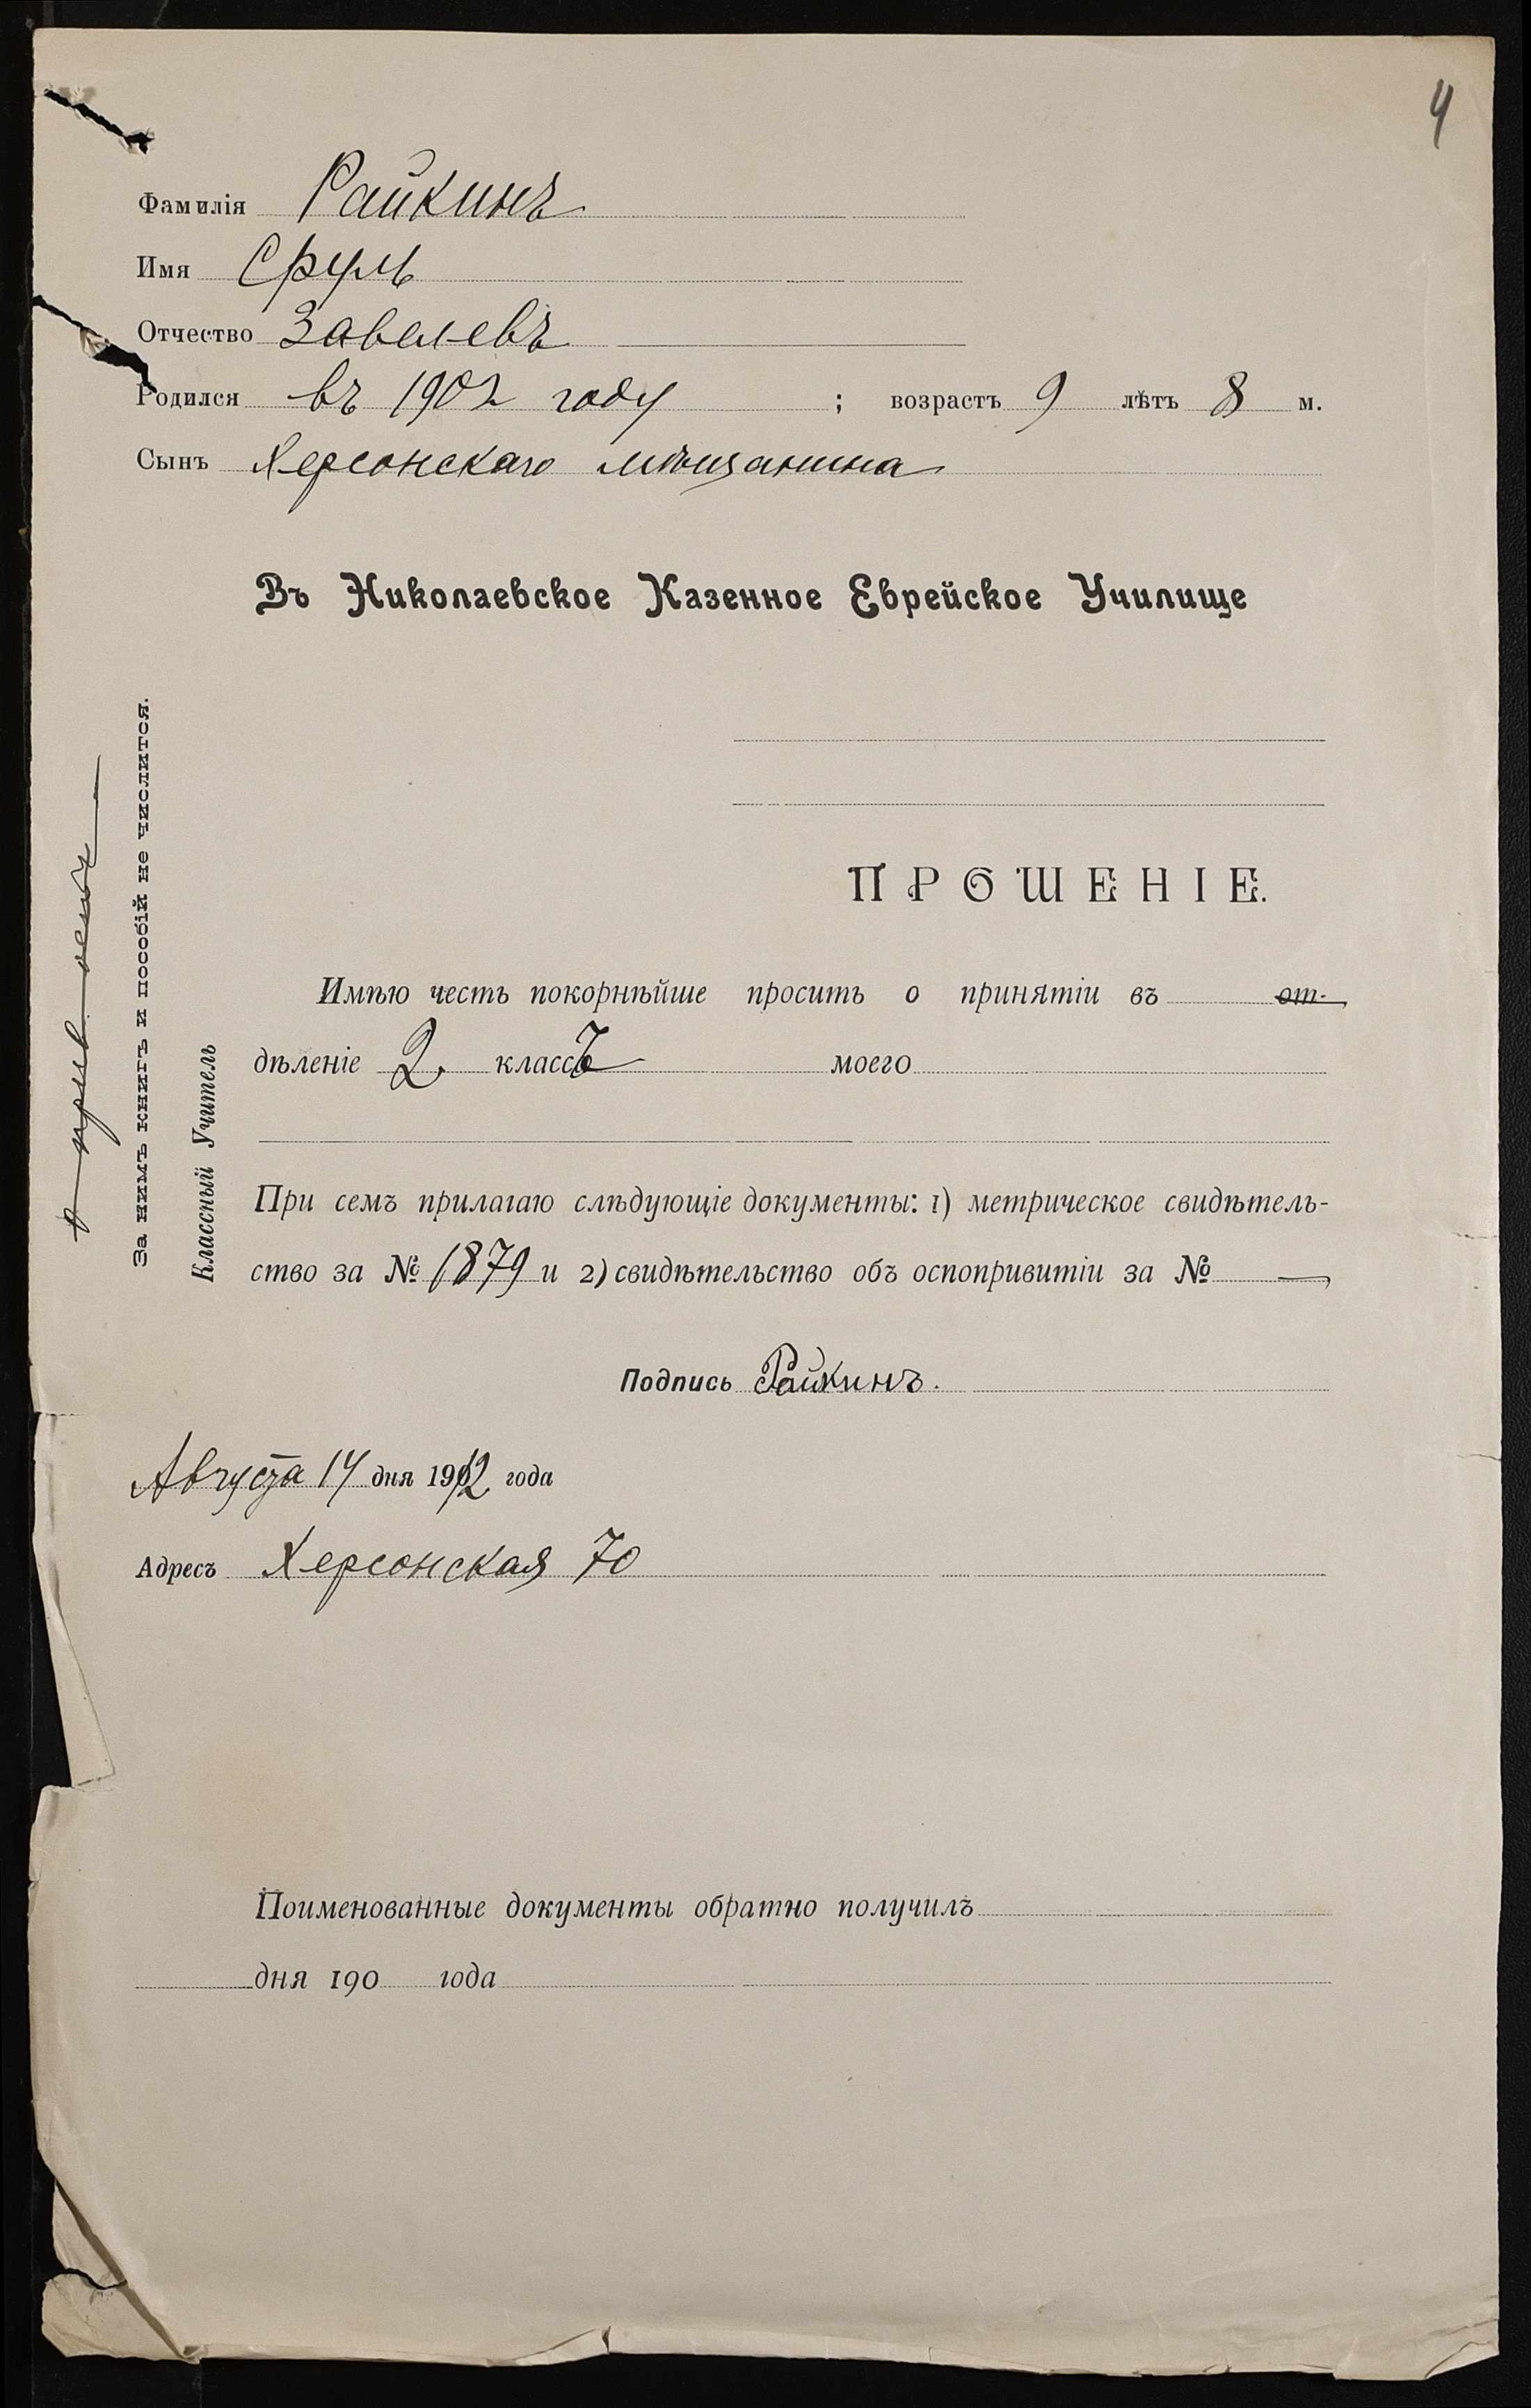 4
Фамилія Райкинъ
Имя Сруль
Отчество Завелевъ
Родился въ 1902 году ; возрастъ 9 лѣтъ 8 м.
Сынъ Херсонскаго мѣщанина
Въ Николаевское Казенное Еврейское Училище
ПРОШЕНІЕ.
Имѣю честь покорнѣйше просить о принятіи въ от-
дѣленіе 2 классъ моего
При семъ прилагаю слѣдующіе документы: 1) метрическое свидѣтель-
ство за № 1879 и 2) свидѣтельство объ оспопривитіи за № —
Подпись Райкинъ.
Августа 14 дня 1912 года
Адресъ Херсонская 70
Поименованные документы обратно получилъ
дня 190 года
За нимъ книгъ и пособій не числится.
Классный Учитель